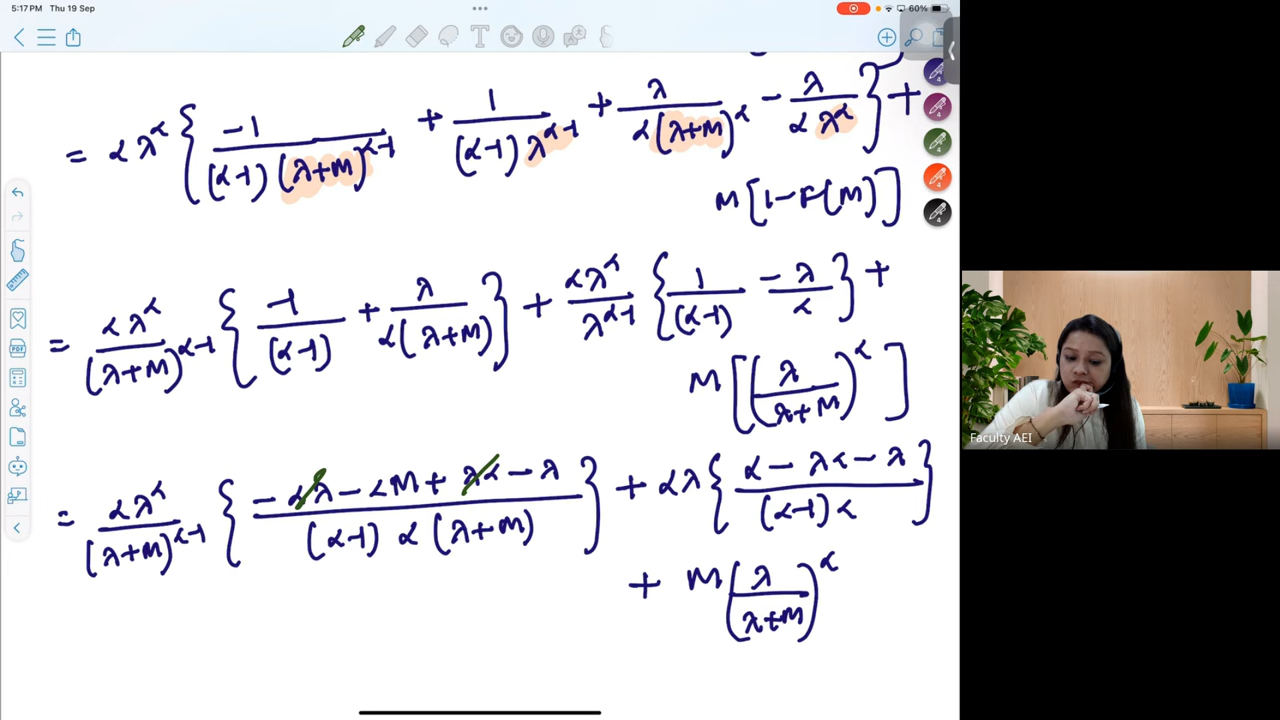 5:17 PM Thu 19 Sep ... 60%
= αλ^α { -1 / (α-1) (λ+M)^(α-1) + 1 / (α-1) λ^(α-1) + λ / α (λ+M)^α - λ / α λ^α } +
M [1 - F(M)]
= αλ^α / (λ+M)^(α-1) { -1 / (α-1) + λ / α(λ+M) } + αλ^α / λ^(α-1) { 1 / (α-1) - λ / α } +
M [ (λ / λ+M)^α ]
= αλ^α / (λ+M)^(α-1) { -αλ - αM + λα - λ / (α-1) α (λ+M) } + αλ { α - λα - λ / (α-1) α }
+ M (λ / λ+M)^α
Faculty AEI